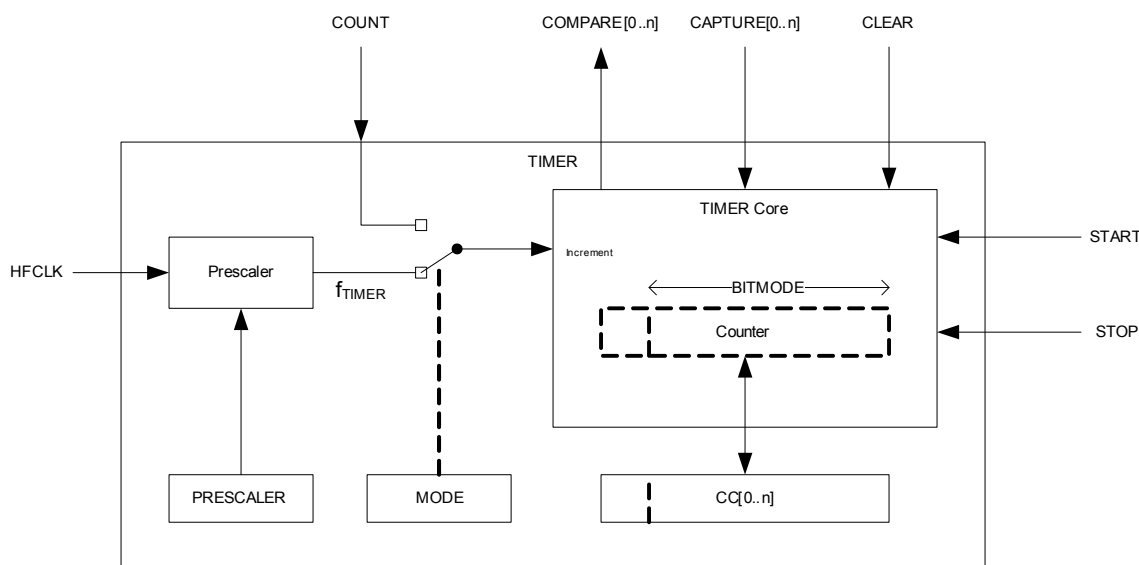 COUNT
COMPARE[0..n]
CAPTURE[0..n]
CLEAR
TIMER
TIMER Core
START
Increment
HFCLK
Prescaler
fTIMER
BITMODE
Counter
STOP
PRESCALER
MODE
CC[0..n]